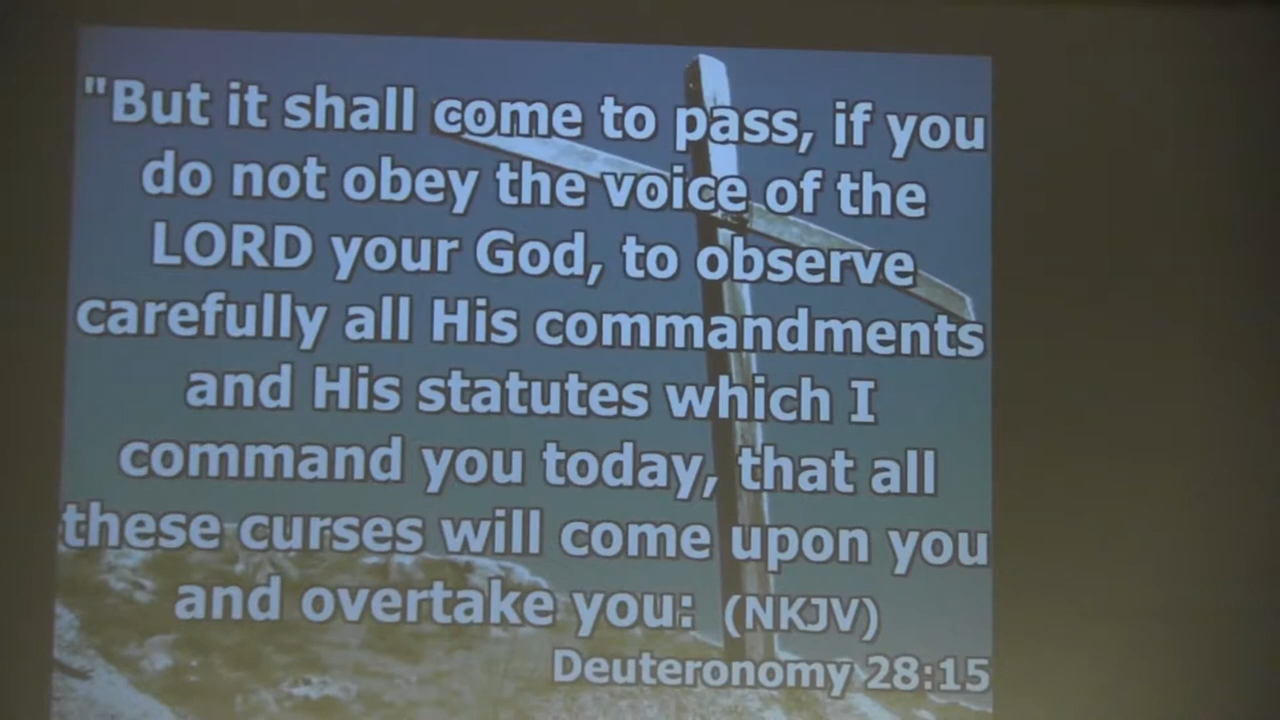 "But it shall come to pass, if you
do not obey the voice of the
LORD your God, to observe
carefully all His commandments
and His statutes which I
command you today, that all
these curses will come upon you
and overtake you: (NKJV)
Deuteronomy 28:15